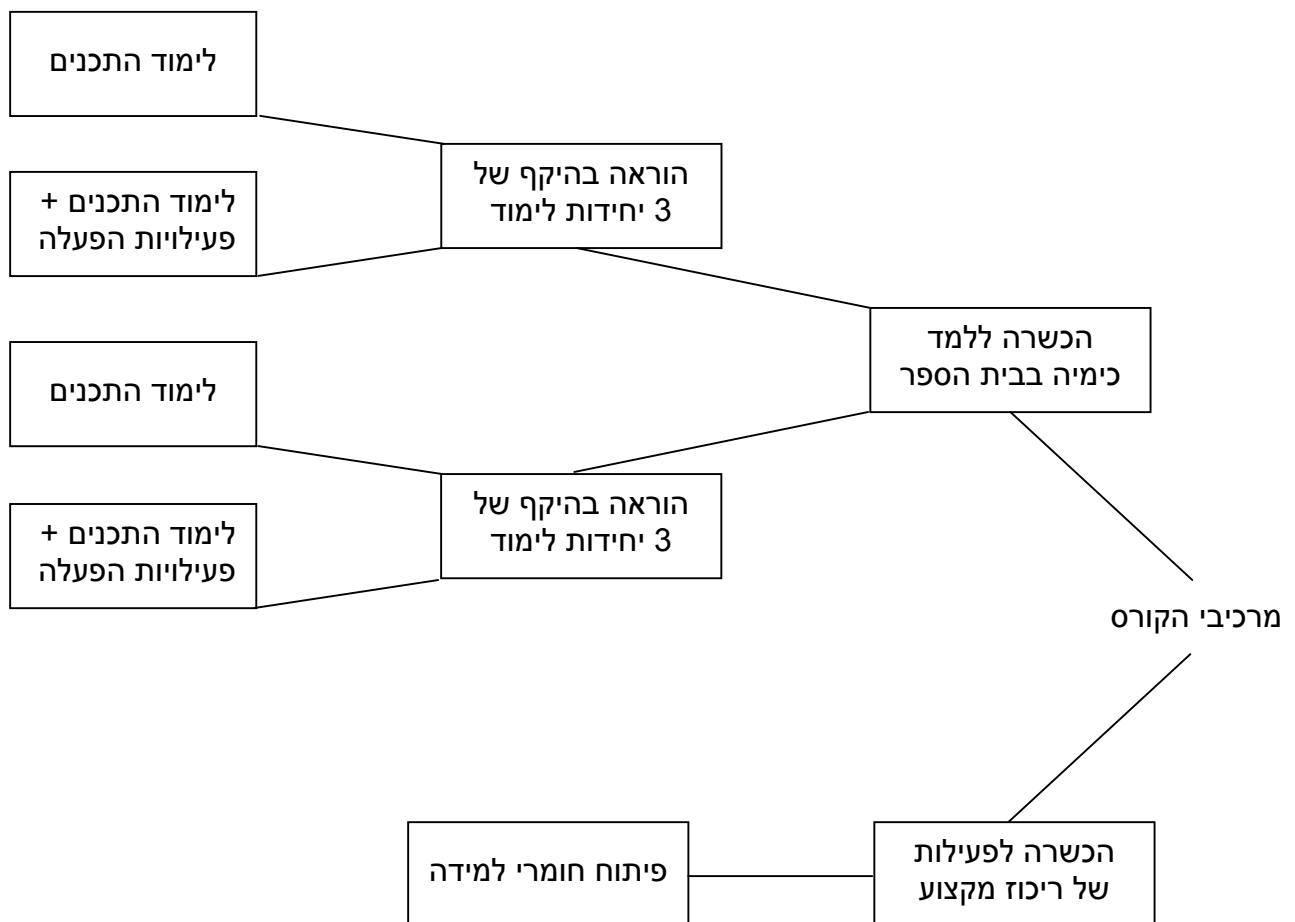 לימוד התכנים
הוראה בהיקף של
3 יחידות לימוד
לימוד התכנים +
פעילויות הפעלה
הכשרה ללמד
כימיה בבית הספר
לימוד התכנים
הוראה בהיקף של
3 יחידות לימוד
לימוד התכנים +
פעילויות הפעלה
מרכיבי הקורס
הכשרה לפעילות
של ריכוז מקצוע
פיתוח חומרי למידה